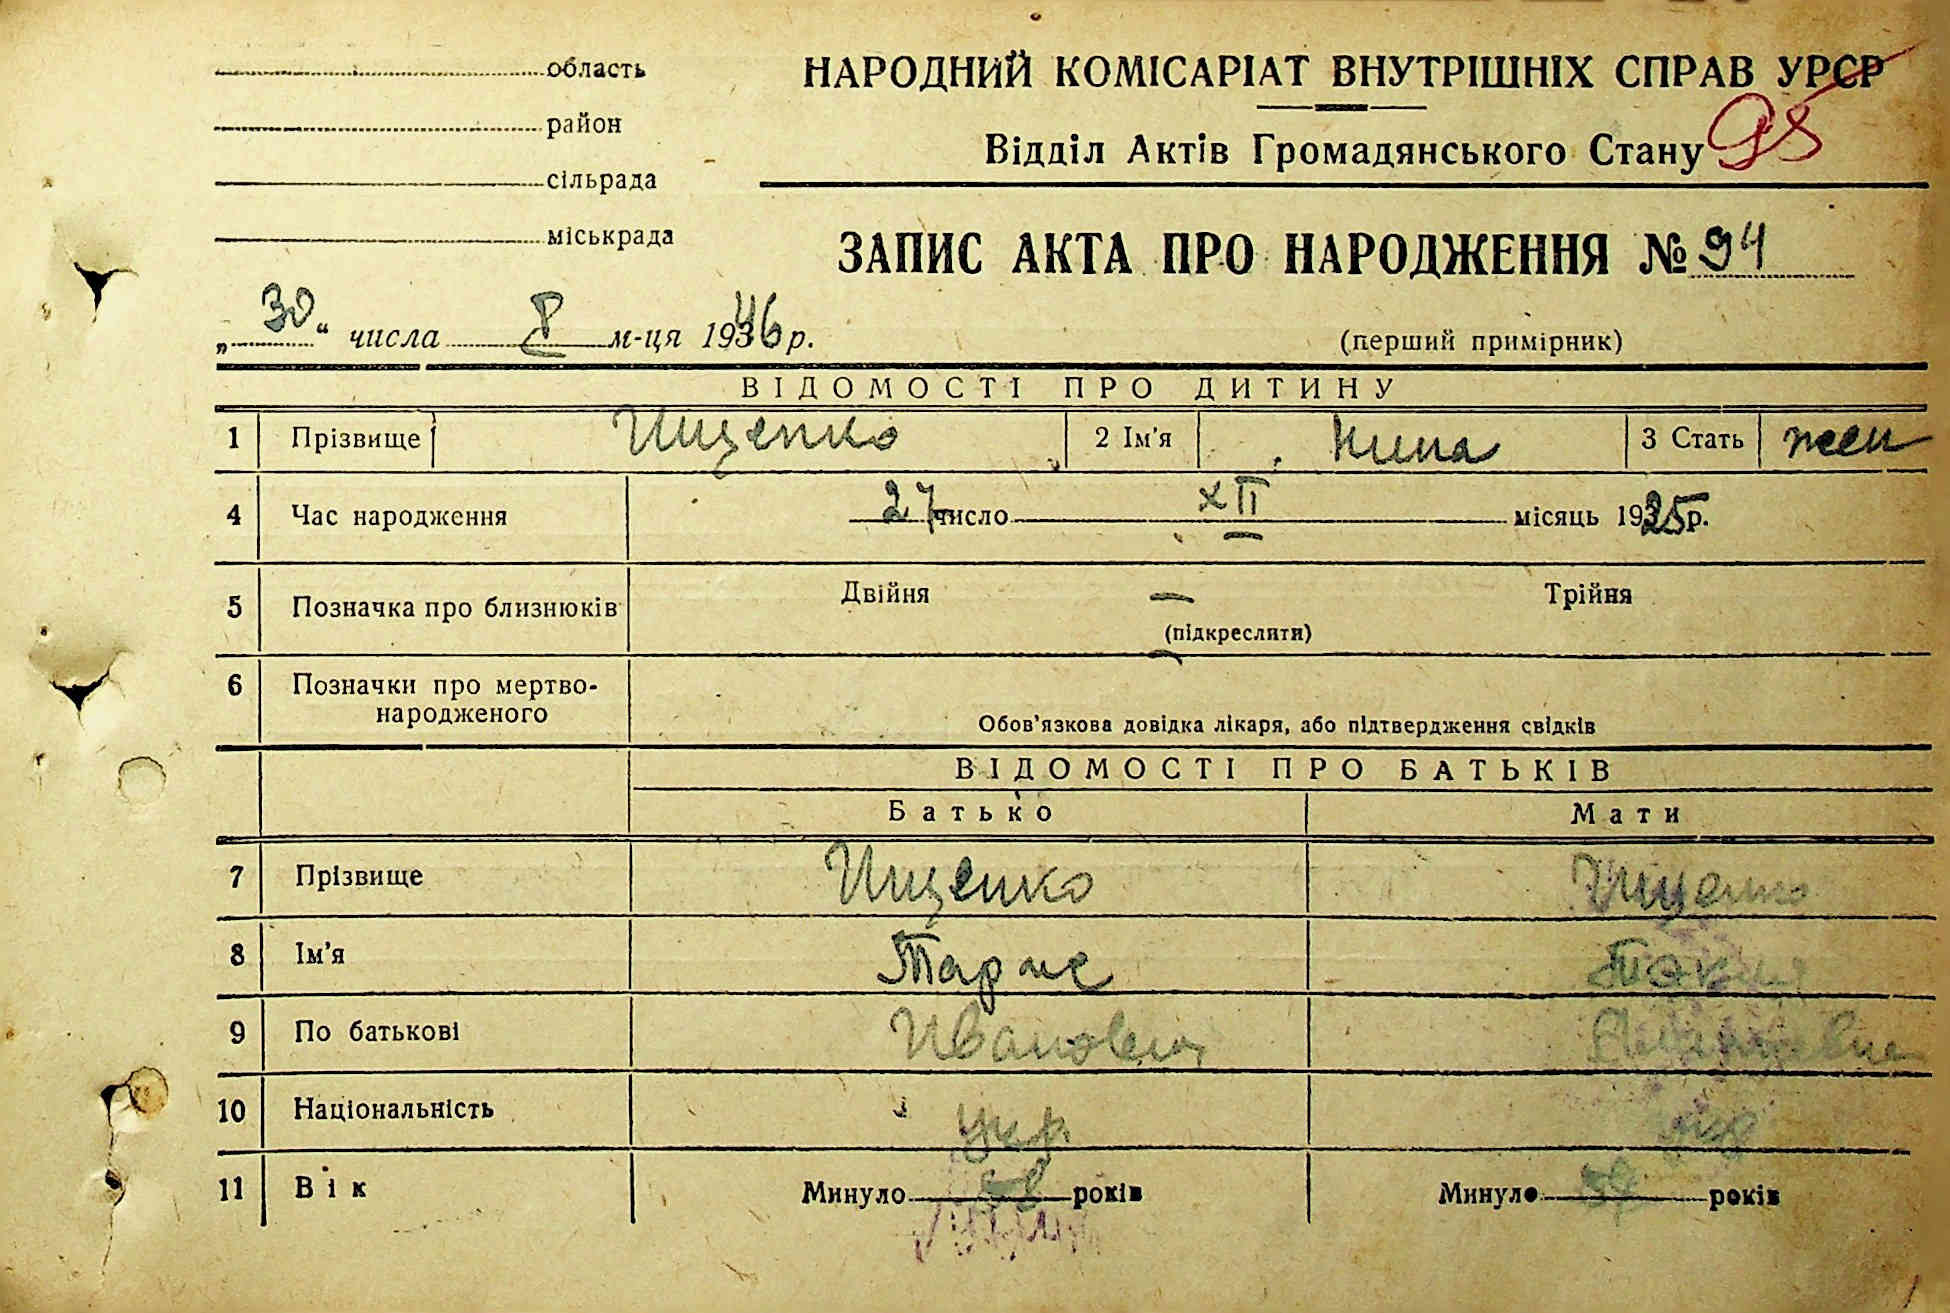 область
район
сільрада
міськрада
НАРОДНИЙ КОМІСАРІАТ ВНУТРІШНІХ СПРАВ УРСР
Відділ Актів Громадянського Стану
95
ЗАПИС АКТА ПРО НАРОДЖЕННЯ № 94
„30“ числа 8 м-ця 1946 р.
(перший примірник)
ВІДОМОСТІ ПРО ДИТИНУ
1 Прізвище Ищенко 2 Ім'я Нина 3 Стать жен
4 Час народження 27 число XII місяць 1925 р.
5 Позначка про близнюків Двійня — Трійня
(підкреслити)
6 Позначки про мертво-
народженого
Обов'язкова довідка лікаря, або підтвердження свідків
ВІДОМОСТІ ПРО БАТЬКІВ
Батько Мати
7 Прізвище Ищенко Ищенко
8 Ім'я Тарас
9 По батькові Иванович
10 Національність укр укр
11 Вік Минуло років Минуло років